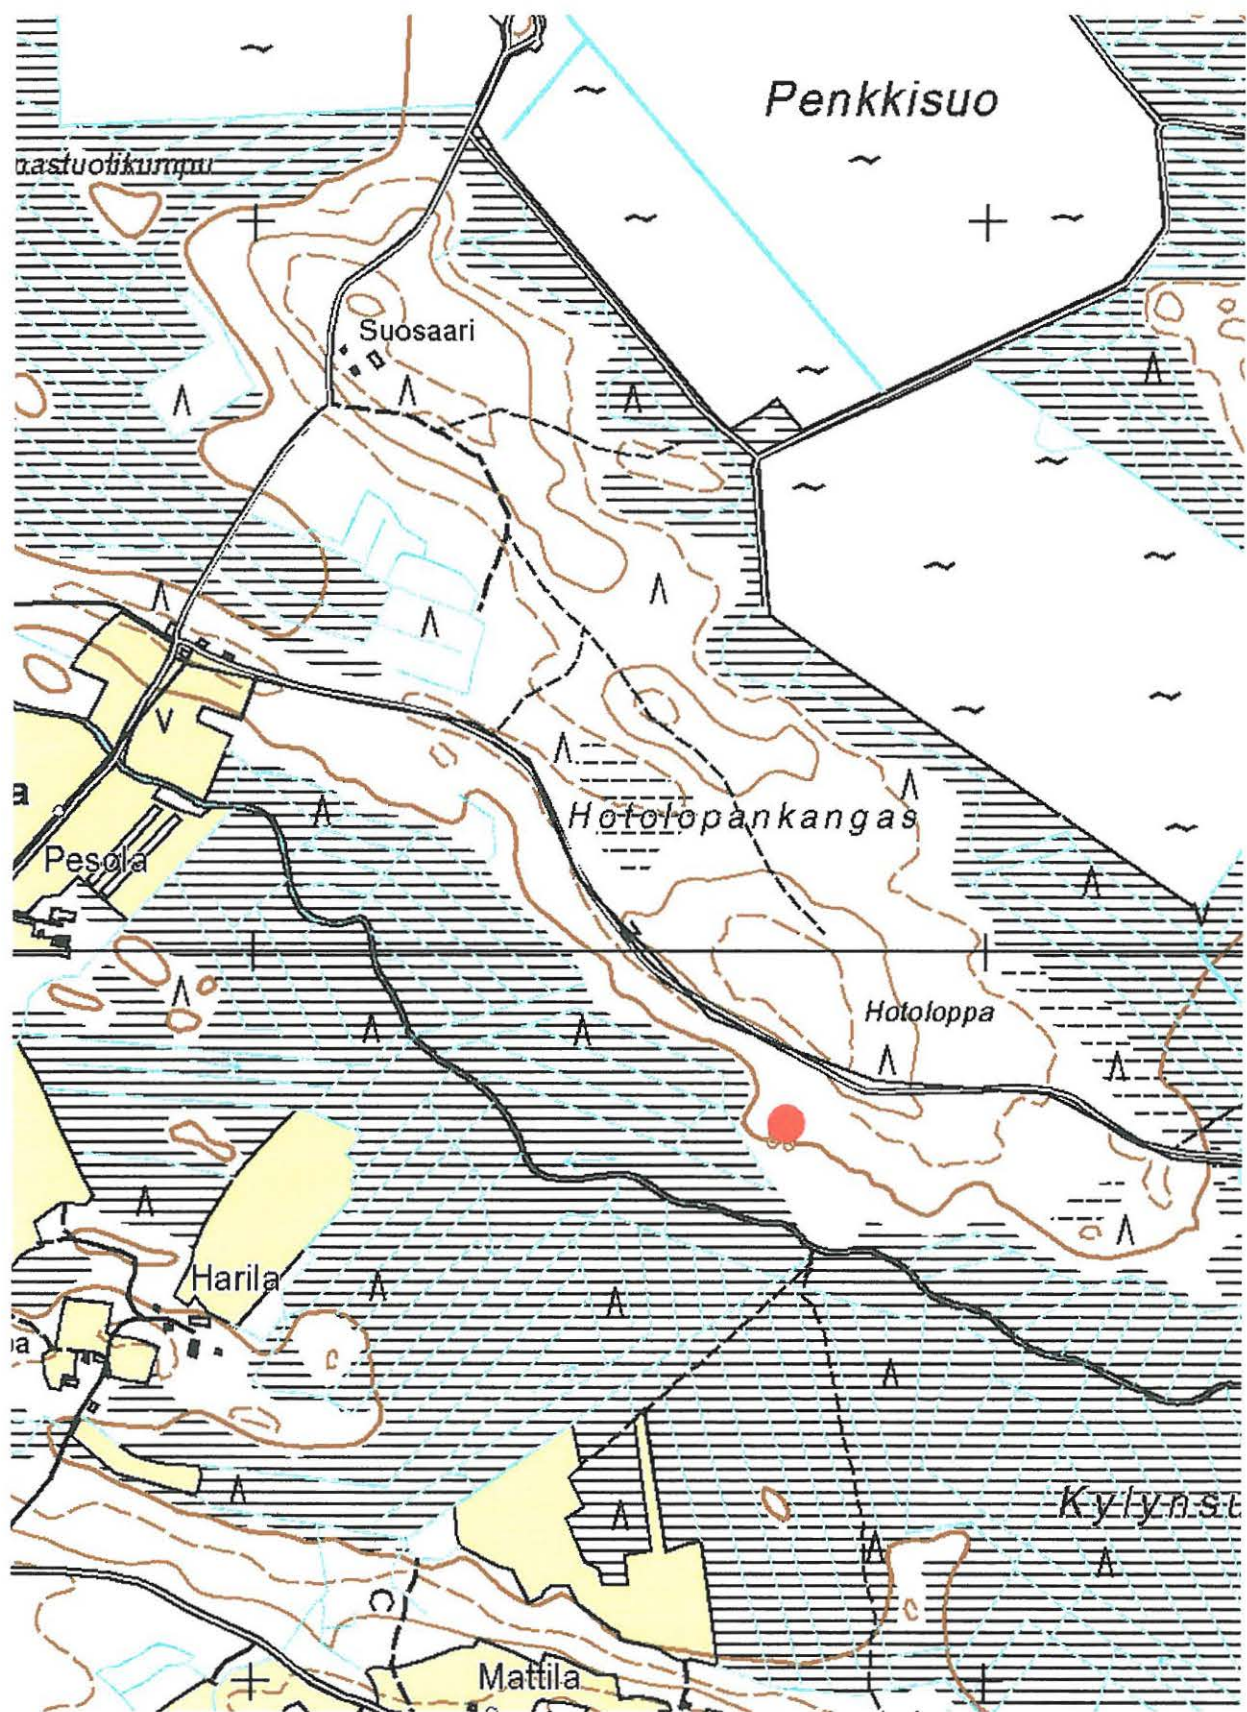 Penkkisuo
Suosaari
Hotolopankangas
a
Pesola
Hotoloppa
Harila
Kylynsu
Mattila